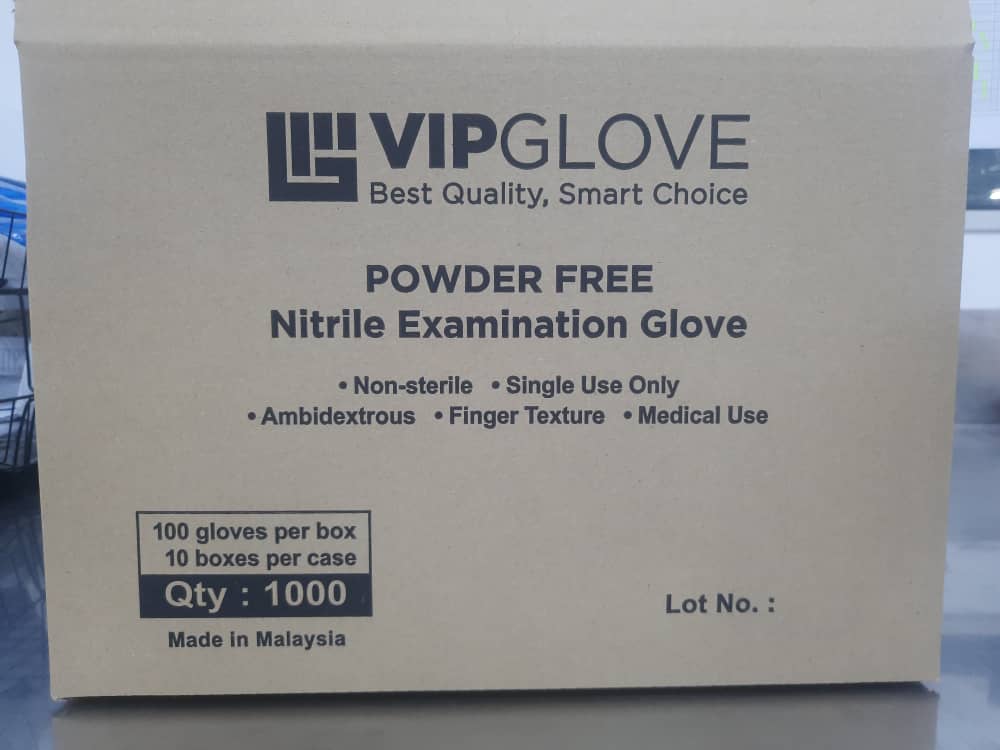 VIPGLOVE
Best Quality, Smart Choice
POWDER FREE
Nitrile Examination Glove
• Non-sterile • Single Use Only
• Ambidextrous • Finger Texture • Medical Use
100 gloves per box
10 boxes per case
Qty : 1000
Made in Malaysia
Lot No. :